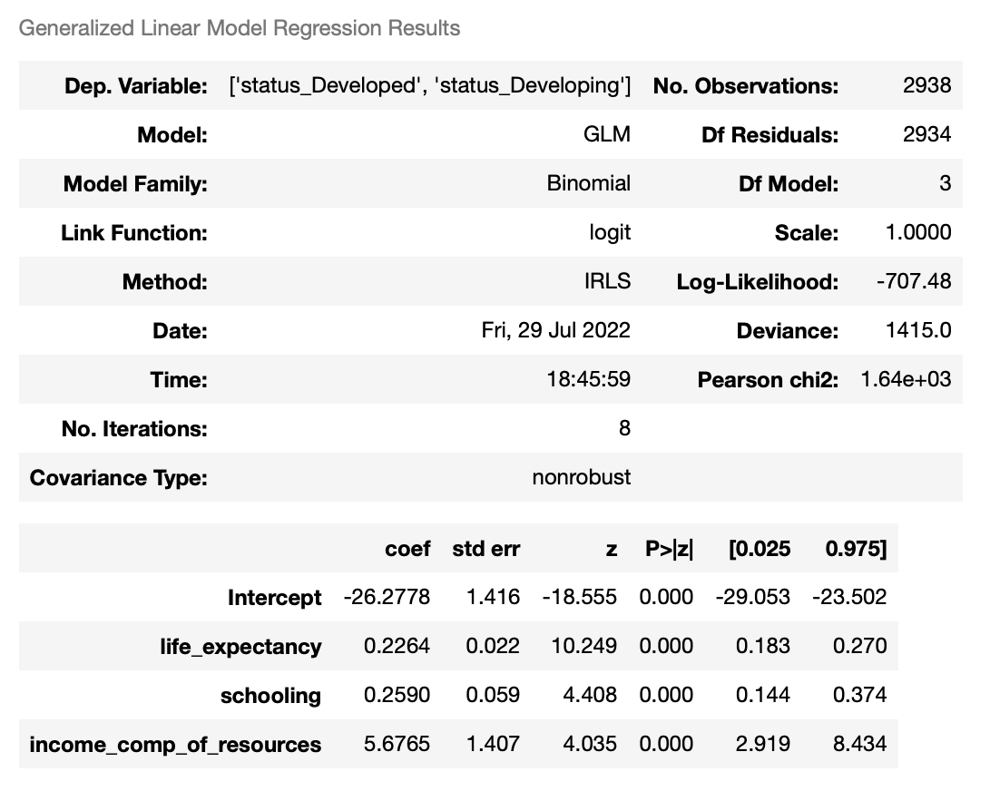 Generalized Linear Model Regression Results
Dep. Variable: ['status_Developed', 'status_Developing'] No. Observations: 2938
Model: GLM Df Residuals: 2934
Model Family: Binomial Df Model: 3
Link Function: logit Scale: 1.0000
Method: IRLS Log-Likelihood: -707.48
Date: Fri, 29 Jul 2022 Deviance: 1415.0
Time: 18:45:59 Pearson chi2: 1.64e+03
No. Iterations: 8
Covariance Type: nonrobust
coef std err z P>|z| [0.025 0.975]
Intercept -26.2778 1.416 -18.555 0.000 -29.053 -23.502
life_expectancy 0.2264 0.022 10.249 0.000 0.183 0.270
schooling 0.2590 0.059 4.408 0.000 0.144 0.374
income_comp_of_resources 5.6765 1.407 4.035 0.000 2.919 8.434